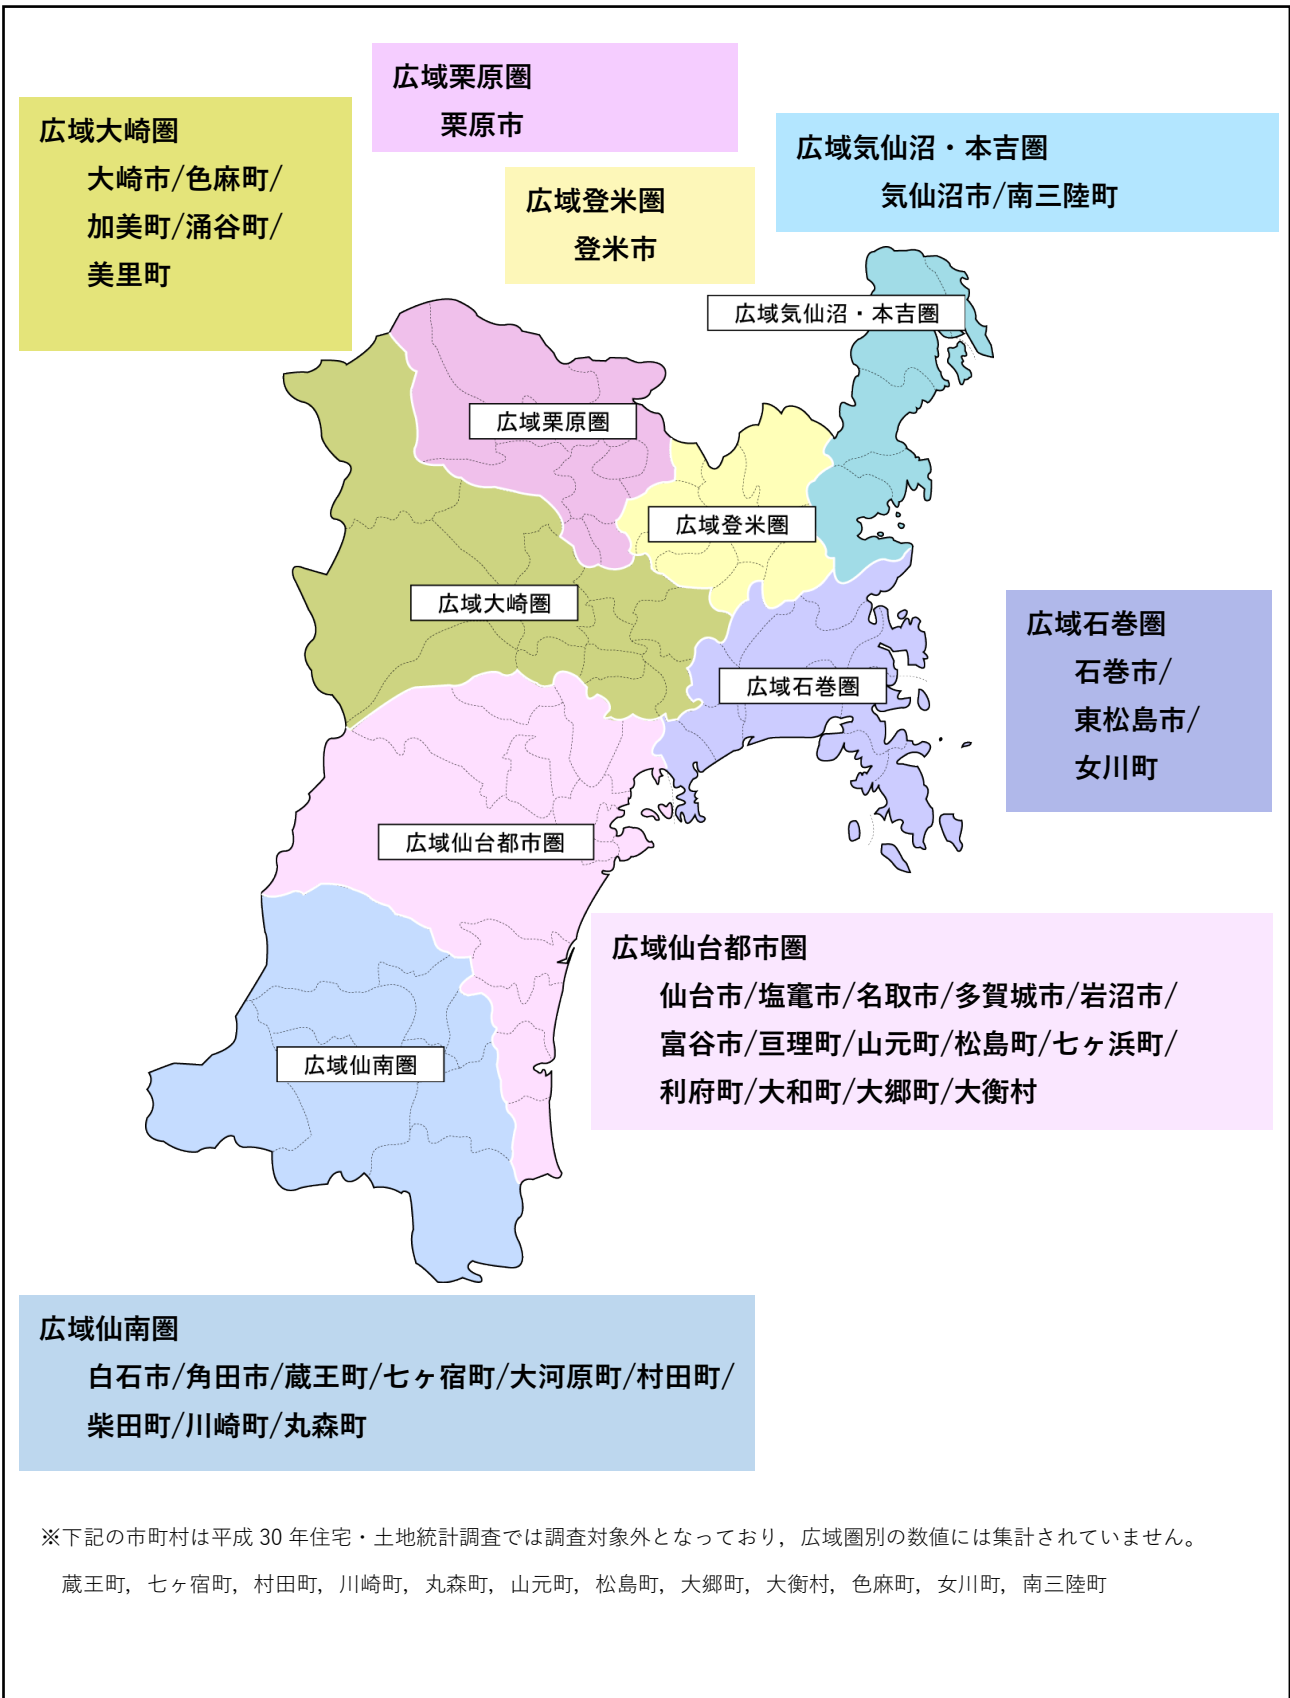 広域栗原圏
栗原市
広域大崎圏
大崎市/色麻町/
加美町/涌谷町/
美里町
広域気仙沼・本吉圏
気仙沼市/南三陸町
広域登米圏
登米市
広域気仙沼・本吉圏
広域栗原圏
広域登米圏
広域大崎圏
広域石巻圏
石巻市/
東松島市/
女川町
広域石巻圏
広域仙台都市圏
広域仙台都市圏
仙台市/塩竈市/名取市/多賀城市/岩沼市/
富谷市/亘理町/山元町/松島町/七ヶ浜町/
利府町/大和町/大郷町/大衡村
広域仙南圏
広域仙南圏
白石市/角田市/蔵王町/七ヶ宿町/大河原町/村田町/
柴田町/川崎町/丸森町
※下記の市町村は平成 30 年住宅・土地統計調査では調査対象外となっており，広域圏別の数値には集計されていません。
蔵王町，七ヶ宿町，村田町，川崎町，丸森町，山元町，松島町，大郷町，大衡村，色麻町，女川町，南三陸町